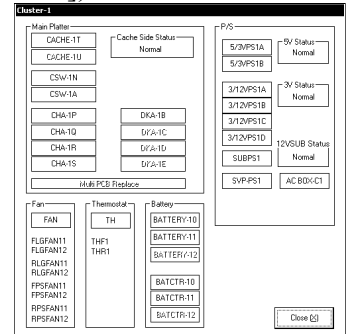 Cluster-1
Main Platter
CACHE-1T
CACHE-1U
Cache Side Status
Normal
CSW-1N
CSW-1A
CHA-1P
CHA-1Q
CHA-1R
CHA-1S
DKA-1B
DKA-1C
DKA-1D
DKA-1E
Multi PCB Replace
P/S
5/3VPS1A
5/3VPS1B
5V Status
Normal
3/12VPS1A
3/12VPS1B
3/12VPS1C
3/12VPS1D
3V Status
Normal
SUBPS1
12VSUB Status
Normal
SVP-PS1
AC BOX-C1
Fan
FAN
FLGFAN11
FLGFAN12
RLGFAN11
RLGFAN12
FPSFAN11
FPSFAN12
RPSFAN11
RPSFAN12
Thermostat
TH
THF1
THR1
Battery
BATTERY-10
BATTERY-11
BATTERY-12
BATCTR-10
BATCTR-11
BATCTR-12
Close [X]